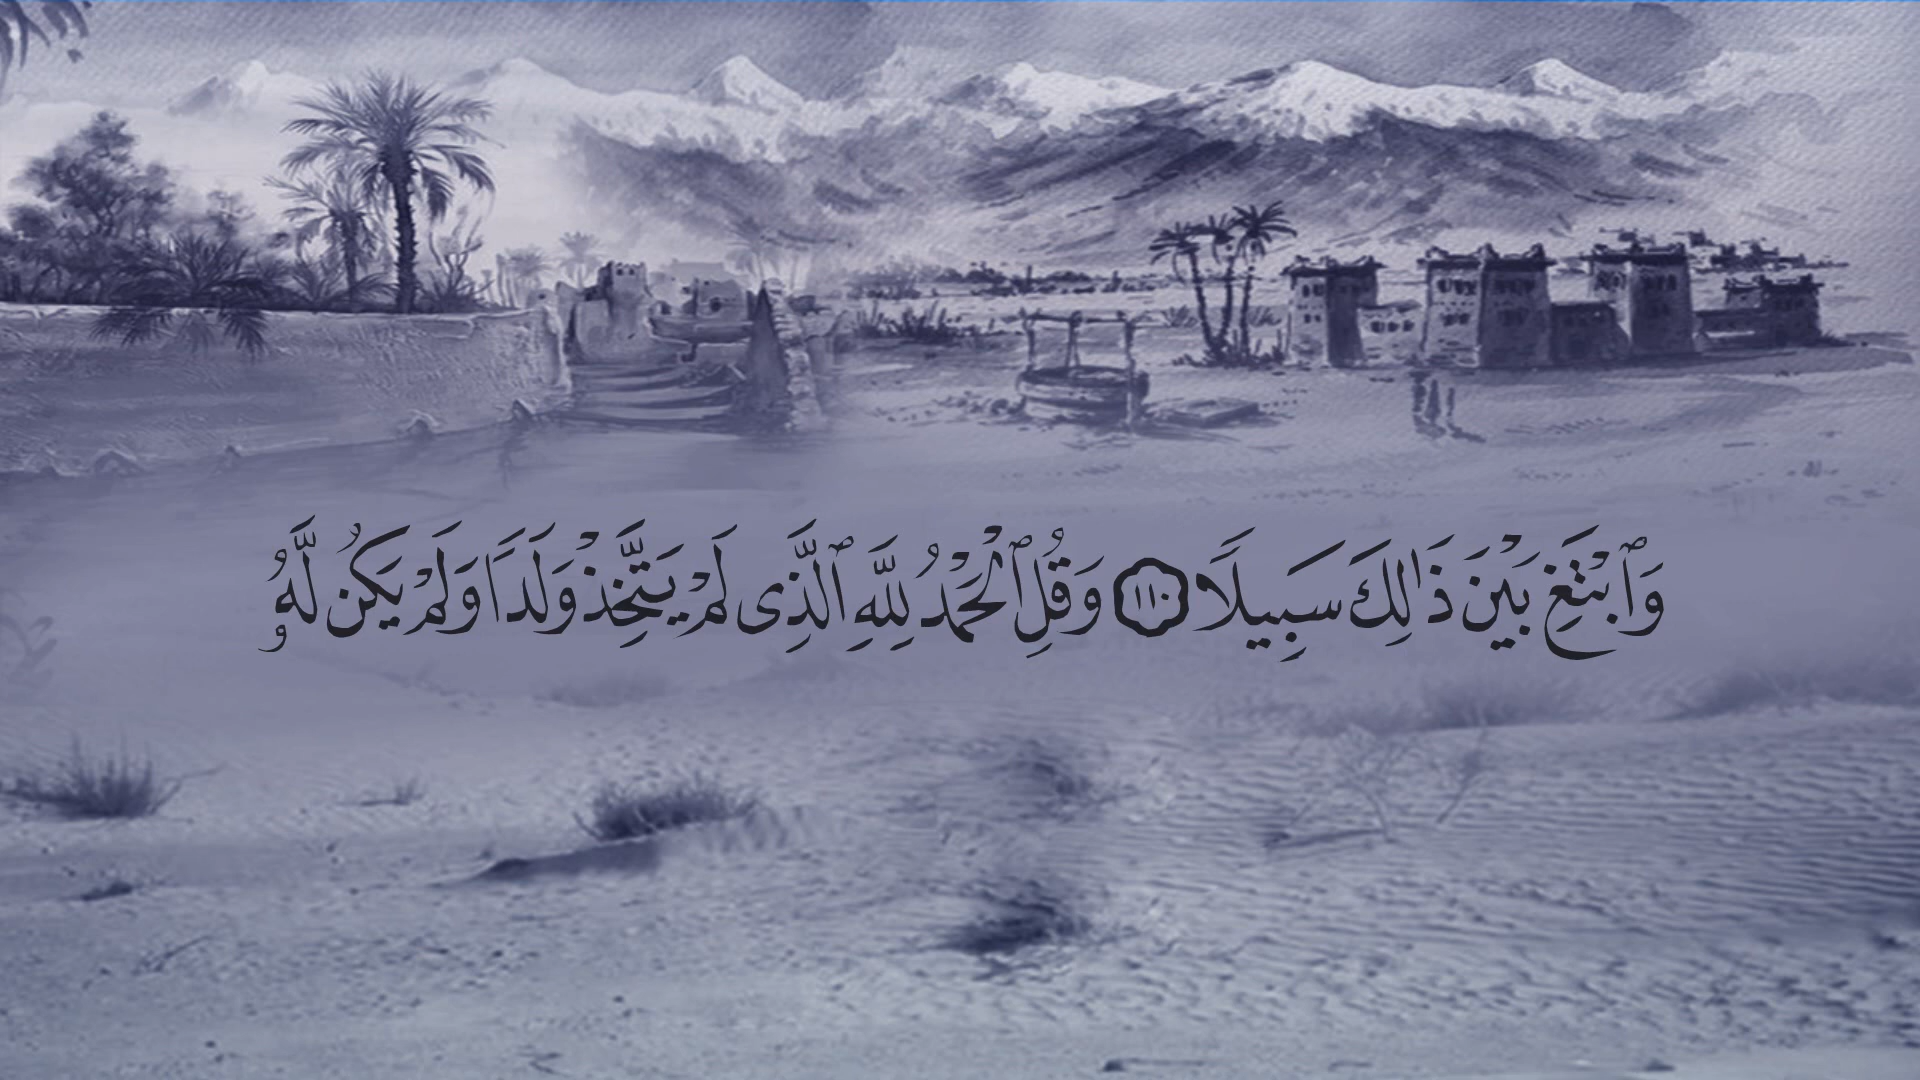 وَٱبْتَغِ بَيْنَ ذَٰلِكَ سَبِيلًا ١١٠ وَقُلِ ٱلْحَمْدُ لِلَّهِ ٱلَّذِى لَمْ يَتَّخِذْ وَلَدًا وَلَمْ يَكُن لَّهُۥ